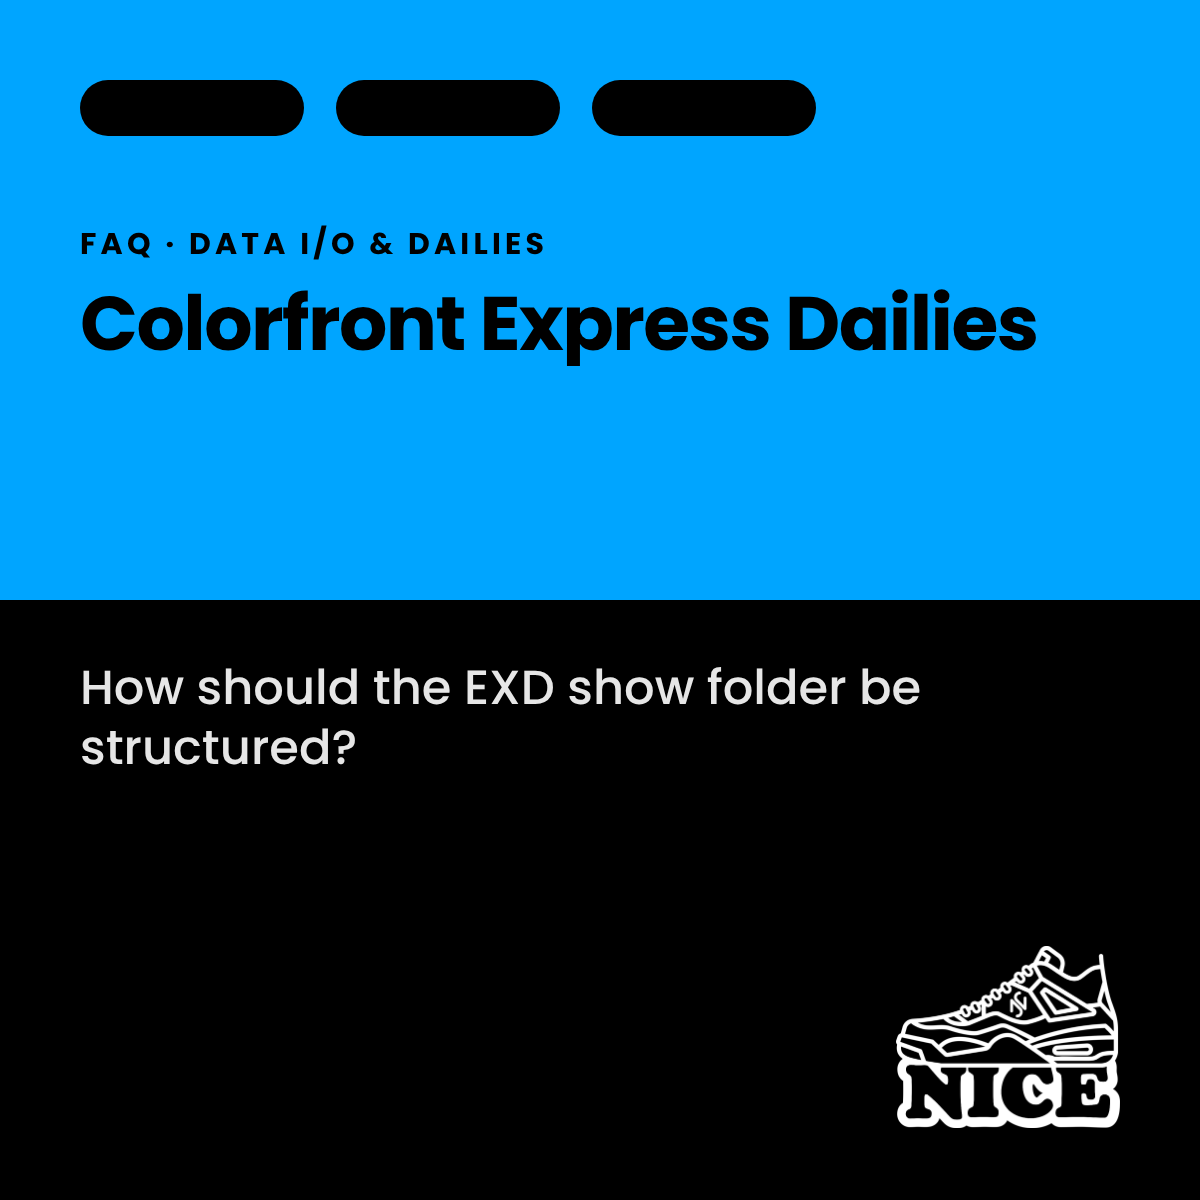 FAQ · DATA I/O & DAILIES
Colorfront Express Dailies
How should the EXD show folder be
structured?
NICE